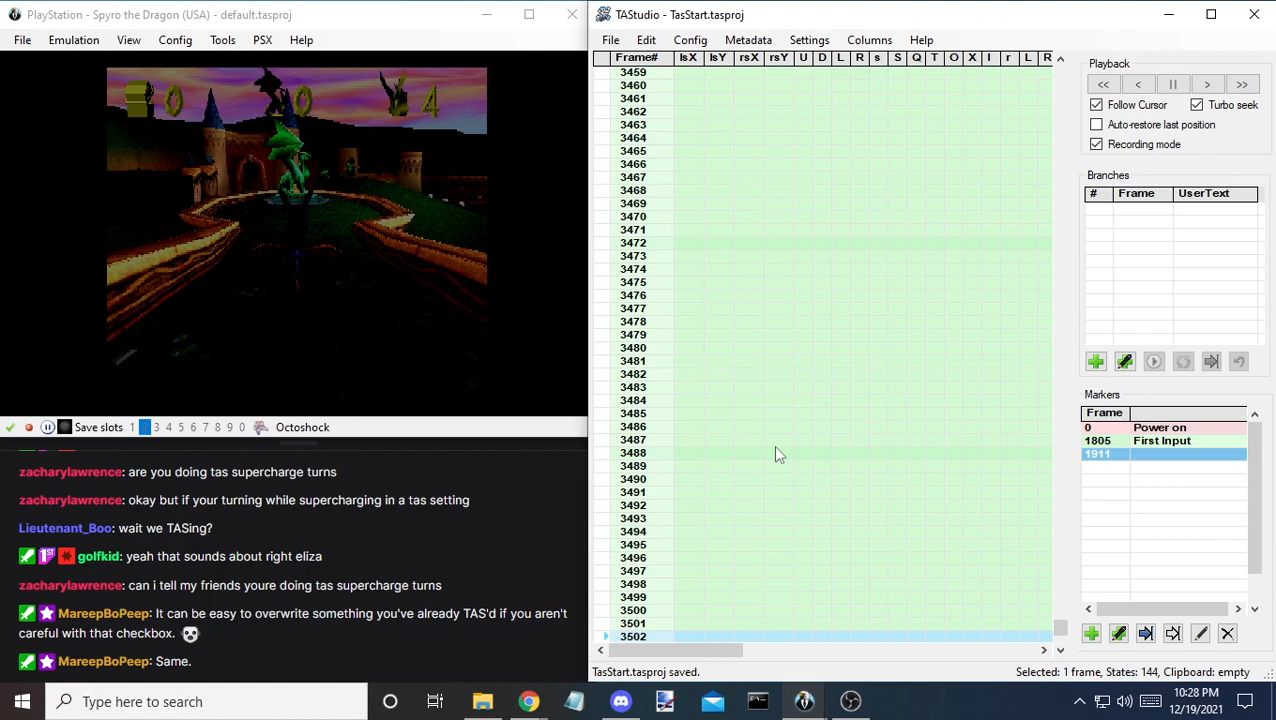 PlayStation - Spyro the Dragon (USA) - default.tasproj
File Emulation View Config Tools PSX Help
0 0 4
Save slots 1 2 3 4 5 6 7 8 9 0 Octoshock
zacharylawrence: are you doing tas supercharge turns
zacharylawrence: okay but if your turning while supercharging in a tas setting
Lieutenant_Boo: wait we TASing?
1ST golfkid: yeah that sounds about right eliza
zacharylawrence: can i tell my friends youre doing tas supercharge turns
MareepBoPeep: It can be easy to overwrite something you've already TAS'd if you aren't
careful with that checkbox.
MareepBoPeep: Same.
TAStudio - TasStart.tasproj
File Edit Config Metadata Settings Columns Help
Frame# lsX lsY rsX rsY U D L R s S Q T O X l r L R
3459
3460
3461
3462
3463
3464
3465
3466
3467
3468
3469
3470
3471
3472
3473
3474
3475
3476
3477
3478
3479
3480
3481
3482
3483
3484
3485
3486
3487
3488
3489
3490
3491
3492
3493
3494
3495
3496
3497
3498
3499
3500
3501
3502
Playback
<< < || > >>
Follow Cursor Turbo seek
Auto-restore last position
Recording mode
Branches
# Frame UserText
Markers
Frame
0 Power on
1805 First Input
1911
TasStart.tasproj saved.
Selected: 1 frame, States: 144, Clipboard: empty
Type here to search
10:28 PM
12/19/2021